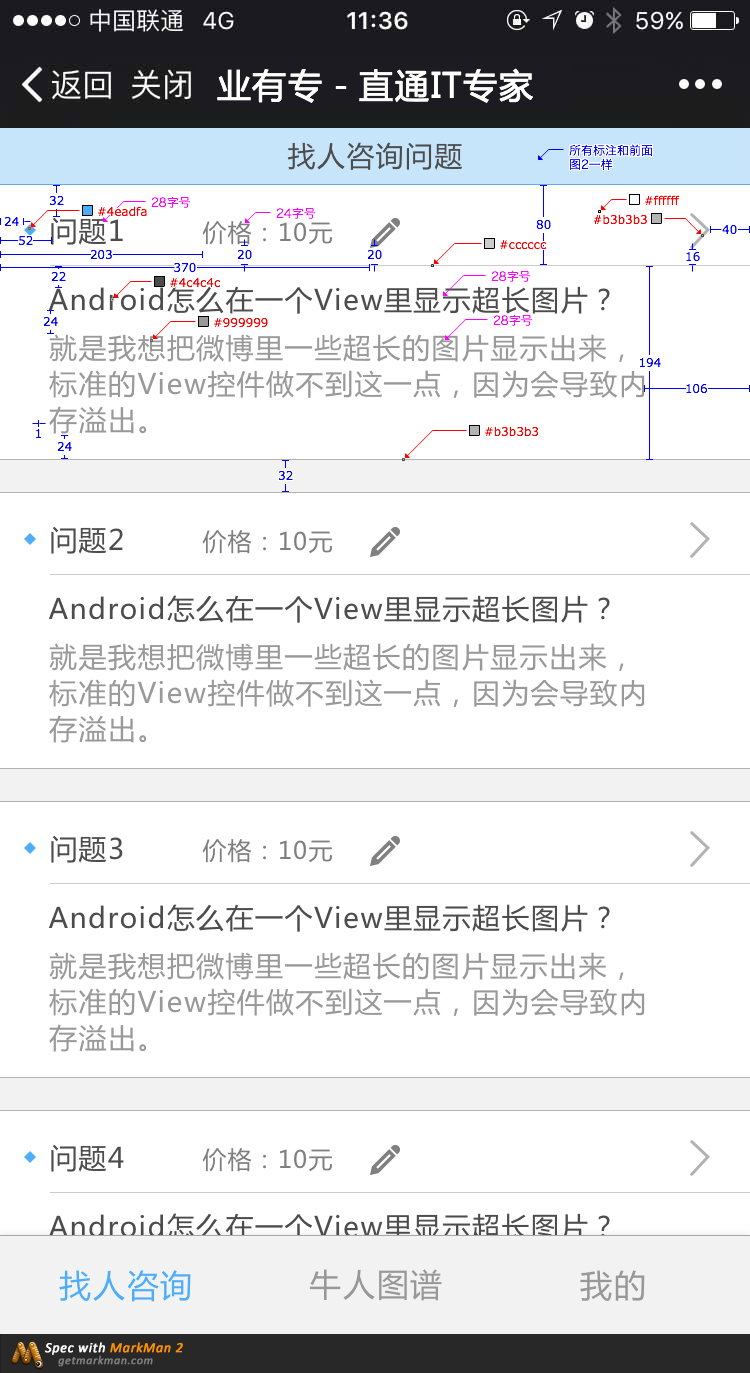 中国联通 4G 11:36 59%
返回 关闭 业有专 - 直通IT专家
找人咨询问题
所有标注和前面
图2一样
32
#4eadfa
28字号
24字号
#ffffff
#b3b3b3
24
52
问题1
价格：10元
80
40
203
20
20
#cccccc
16
370
22
#4c4c4c
28字号
Android怎么在一个View里显示超长图片？
24
#999999
28字号
就是我想把微博里一些超长的图片显示出来，
194
标准的View控件做不到这一点，因为会导致内
106
存溢出。
1
24
#b3b3b3
32
问题2 价格：10元
Android怎么在一个View里显示超长图片？
就是我想把微博里一些超长的图片显示出来，
标准的View控件做不到这一点，因为会导致内
存溢出。
问题3 价格：10元
Android怎么在一个View里显示超长图片？
就是我想把微博里一些超长的图片显示出来，
标准的View控件做不到这一点，因为会导致内
存溢出。
问题4 价格：10元
Android怎么在一个View里显示超长图片？
找人咨询 牛人图谱 我的
Spec with MarkMan 2
getmarkman.com